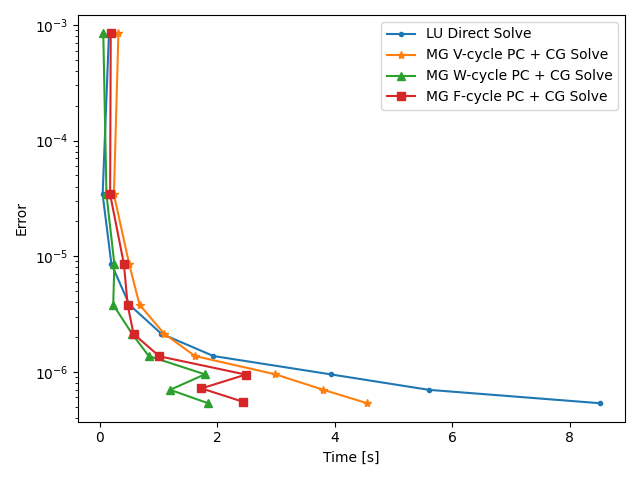 LU Direct Solve
MG V-cycle PC + CG Solve
MG W-cycle PC + CG Solve
MG F-cycle PC + CG Solve
10⁻³
10⁻⁴
10⁻⁵
10⁻⁶
Error
0 2 4 6 8
Time [s]